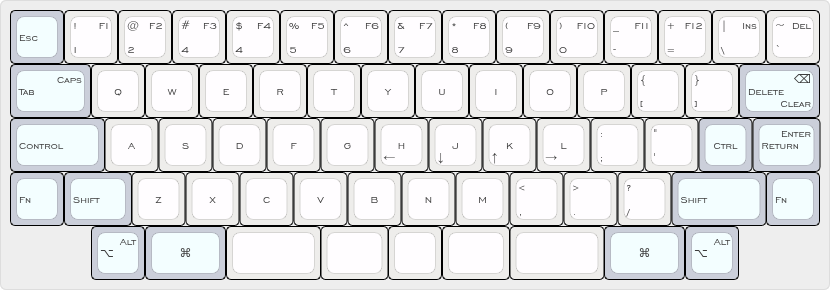 Esc ! F1 @ F2 # F3 $ F4 % F5 ^ F6 & F7 * F8 ( F9 ) F10 _ F11 + F12 | Ins ~ Del
1 2 4 4 5 6 7 8 9 0 - = \ `
Caps { } ⌫
Tab Q W E R T Y U I O P Delete
[ ] Clear
: " Enter
Control A S D F G H J K L Ctrl Return
← ↓ ↑ → ; '
< > ?
Fn Shift Z X C V B N M Shift Fn
, . /
Alt Alt
⌥ ⌘ ⌘ ⌥